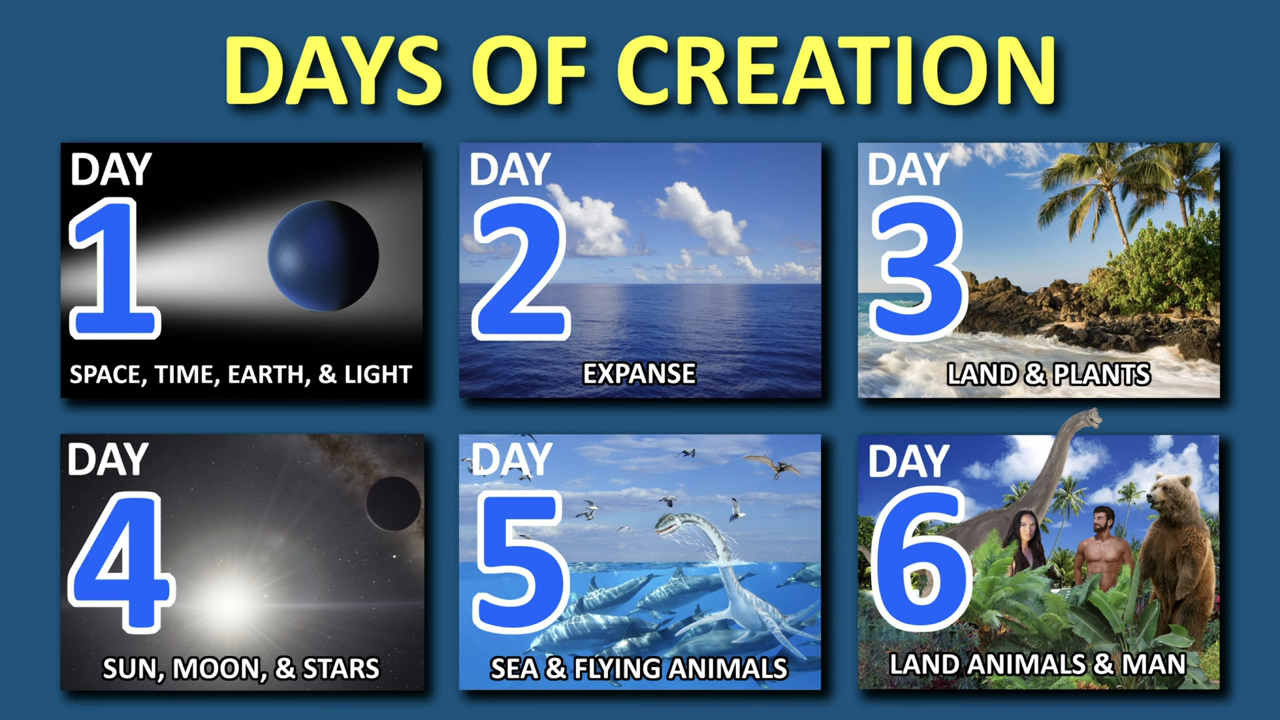 DAYS OF CREATION
DAY
1
SPACE, TIME, EARTH, & LIGHT
DAY
2
EXPANSE
DAY
3
LAND & PLANTS
DAY
4
SUN, MOON, & STARS
DAY
5
SEA & FLYING ANIMALS
DAY
6
LAND ANIMALS & MAN